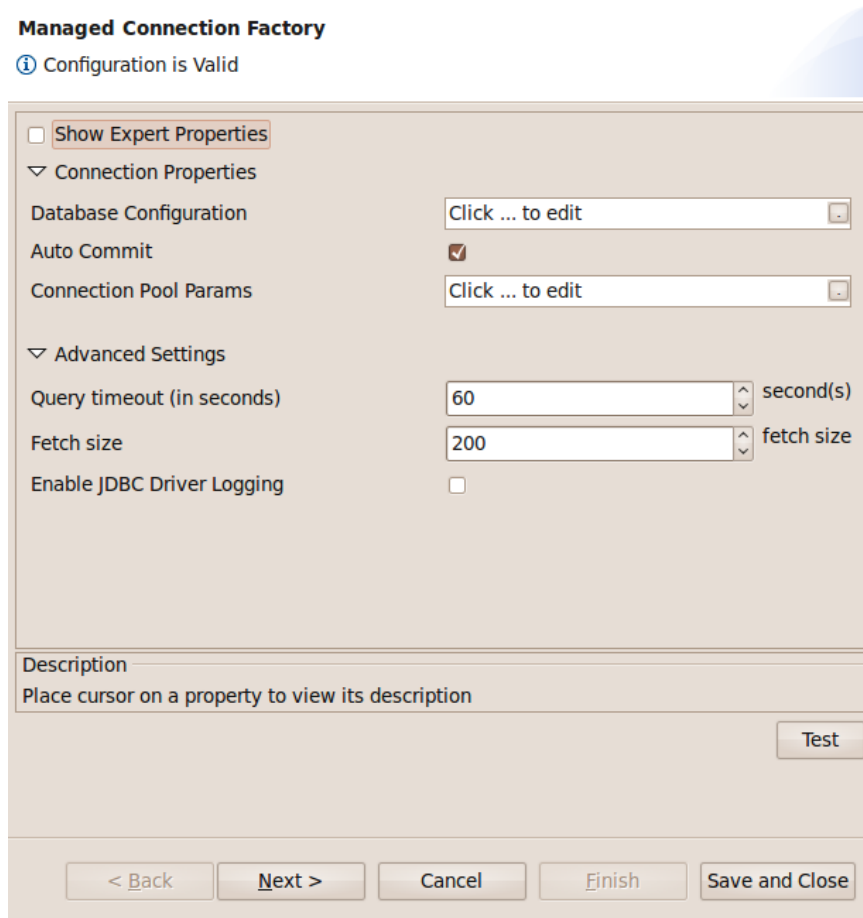 Managed Connection Factory
Configuration is Valid
Show Expert Properties
Connection Properties
Database Configuration Click ... to edit .
Auto Commit
Connection Pool Params Click ... to edit .
Advanced Settings
Query timeout (in seconds) 60 second(s)
Fetch size 200 fetch size
Enable JDBC Driver Logging
Description
Place cursor on a property to view its description
Test
< Back Next > Cancel Finish Save and Close